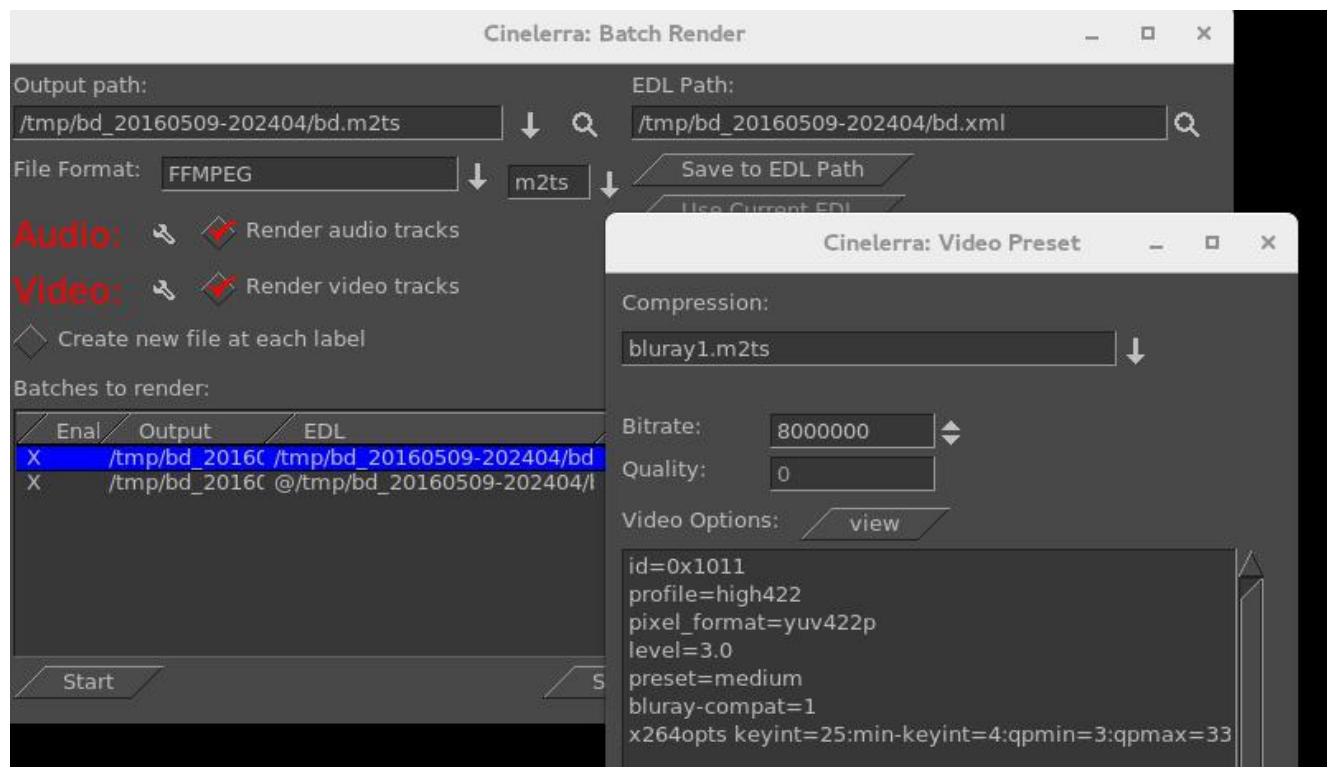 Cinelerra: Batch Render
Output path:
EDL Path:
/tmp/bd_20160509-202404/bd.m2ts
/tmp/bd_20160509-202404/bd.xml
File Format:
FFMPEG
m2ts
Save to EDL Path
Use Current EDL
Audio:
Render audio tracks
Video:
Render video tracks
Create new file at each label
Batches to render:
Enal Output EDL
X /tmp/bd_2016 /tmp/bd_20160509-202404/bd
X /tmp/bd_2016 @/tmp/bd_20160509-202404/
Start
S
Cinelerra: Video Preset
Compression:
bluray1.m2ts
Bitrate: 8000000
Quality: 0
Video Options: view
id=0x1011
profile=high422
pixel_format=yuv422p
level=3.0
preset=medium
bluray-compat=1
x264opts keyint=25:min-keyint=4:qpmin=3:qpmax=33